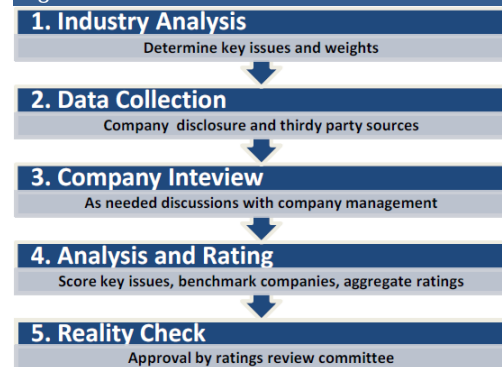 1. Industry Analysis
Determine key issues and weights
2. Data Collection
Company disclosure and thirdy party sources
3. Company Inteview
As needed discussions with company management
4. Analysis and Rating
Score key issues, benchmark companies, aggregate ratings
5. Reality Check
Approval by ratings review committee